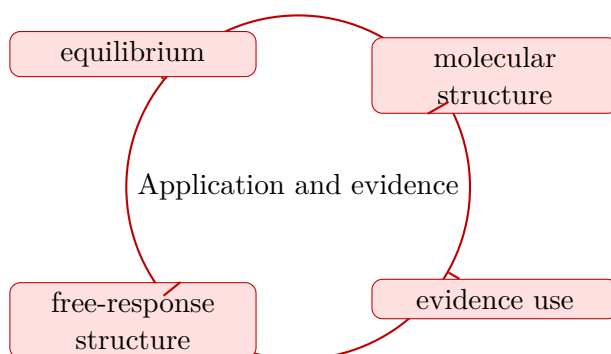 equilibrium
molecular
structure
Application and evidence
free-response
structure
evidence use